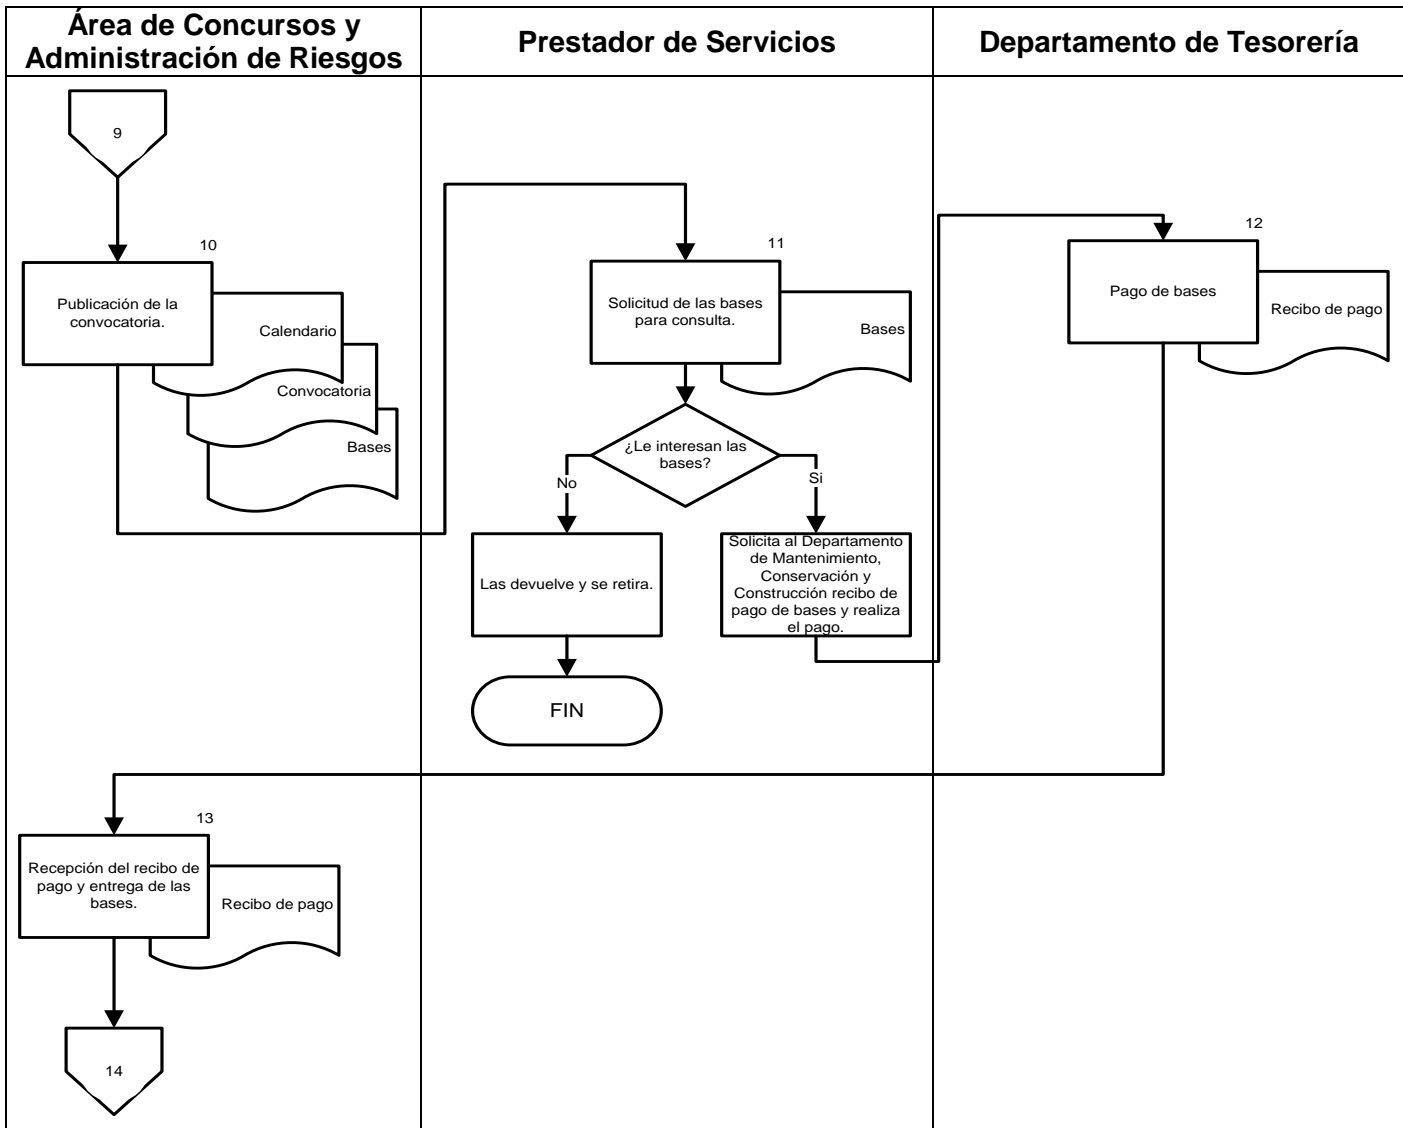 Área de Concursos y
Administración de Riesgos
Prestador de Servicios
Departamento de Tesorería
9
10
Publicación de la
convocatoria.
Calendario
Convocatoria
Bases
11
Solicitud de las bases
para consulta.
Bases
¿Le interesan las
bases?
No
Si
Las devuelve y se retira.
Solicita al Departamento
de Mantenimiento,
Conservación y
Construcción recibo de
pago de bases y realiza
el pago.
FIN
12
Pago de bases
Recibo de pago
13
Recepción del recibo de
pago y entrega de las
bases.
Recibo de pago
14